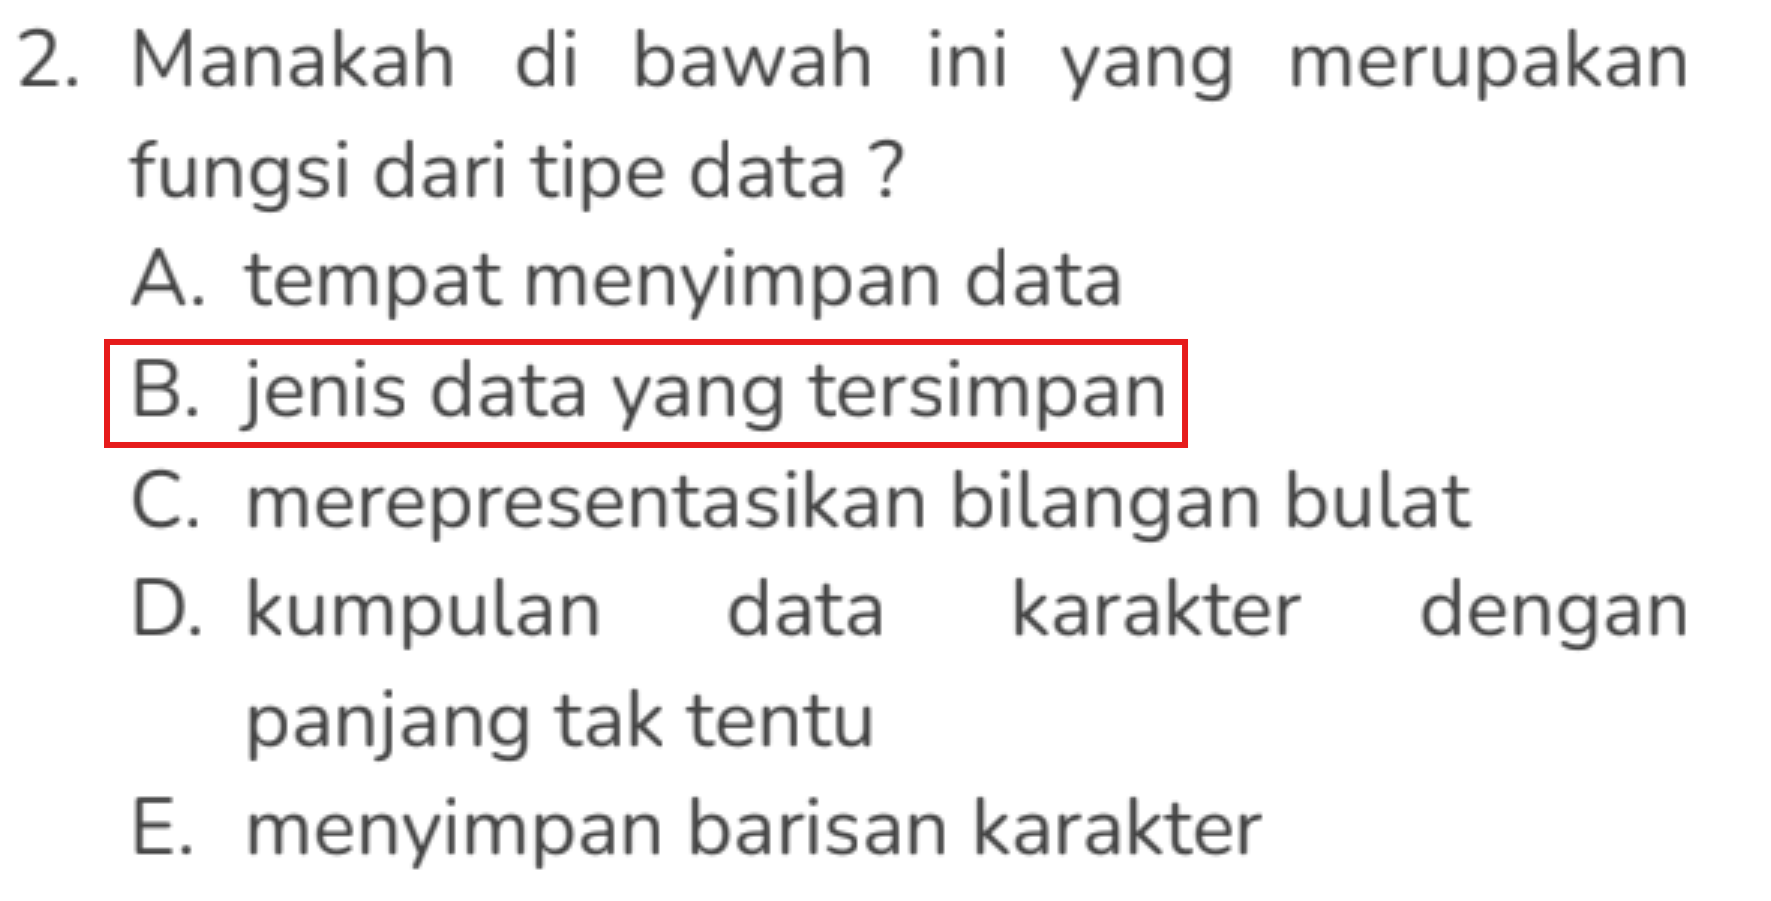 2. Manakah di bawah ini yang merupakan
fungsi dari tipe data ?
A. tempat menyimpan data
B. jenis data yang tersimpan
C. merepresentasikan bilangan bulat
D. kumpulan data karakter dengan
panjang tak tentu
E. menyimpan barisan karakter